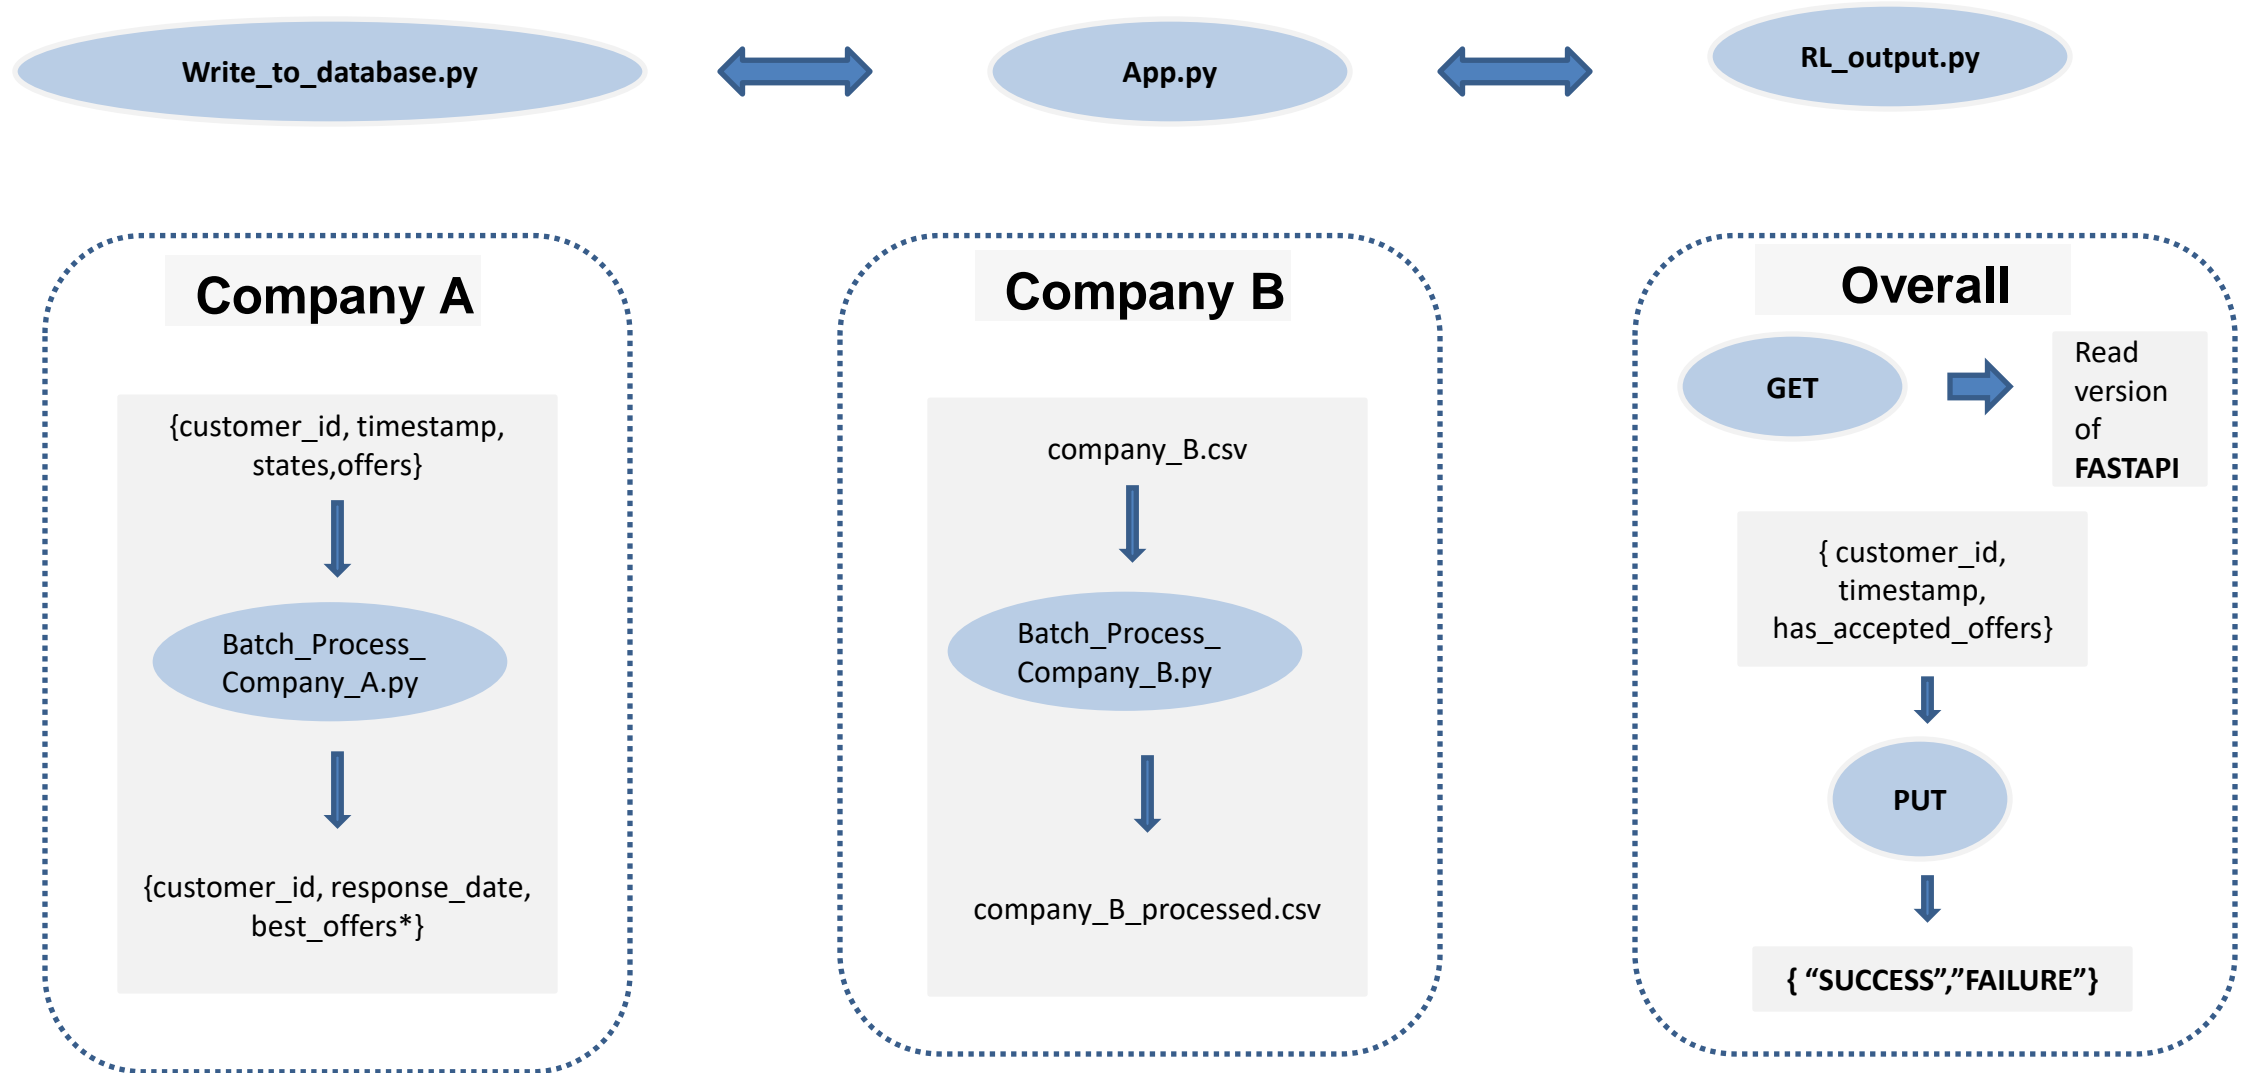 Write_to_database.py
App.py
RL_output.py
Company A
{customer_id, timestamp,
states,offers}
Batch_Process_
Company_A.py
{customer_id, response_date,
best_offers*}
Company B
company_B.csv
Batch_Process_
Company_B.py
company_B_processed.csv
Overall
GET
Read
version
of
FASTAPI
{ customer_id,
timestamp,
has_accepted_offers}
PUT
{ “SUCCESS”,”FAILURE”}